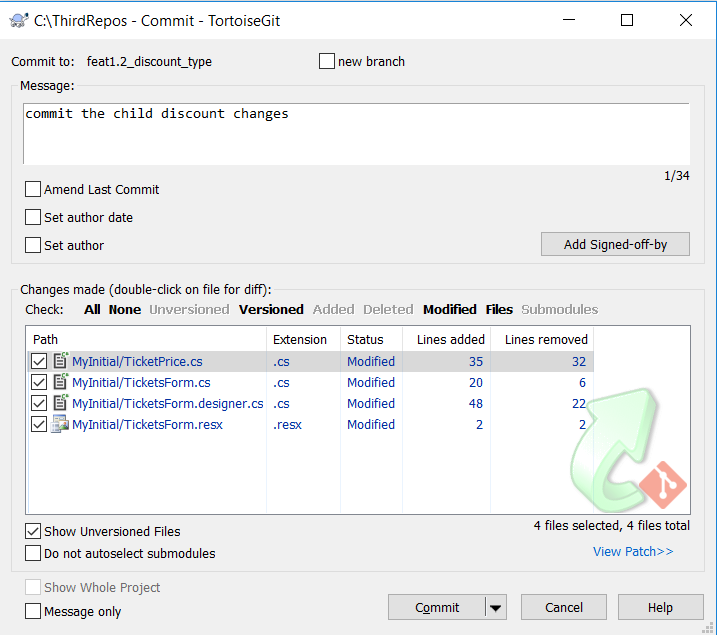 C:\ThirdRepos - Commit - TortoiseGit
Commit to: feat1.2_discount_type new branch
Message:
commit the child discount changes
1/34
Amend Last Commit
Set author date
Set author
Add Signed-off-by
Changes made (double-click on file for diff):
Check: All None Unversioned Versioned Added Deleted Modified Files Submodules
Path Extension Status Lines added Lines removed
MyInitial/TicketPrice.cs .cs Modified 35 32
MyInitial/TicketsForm.cs .cs Modified 20 6
MyInitial/TicketsForm.designer.cs .cs Modified 48 22
MyInitial/TicketsForm.resx .resx Modified 2 2
Show Unversioned Files
4 files selected, 4 files total
Do not autoselect submodules
View Patch>>
Show Whole Project
Message only
Commit Cancel Help